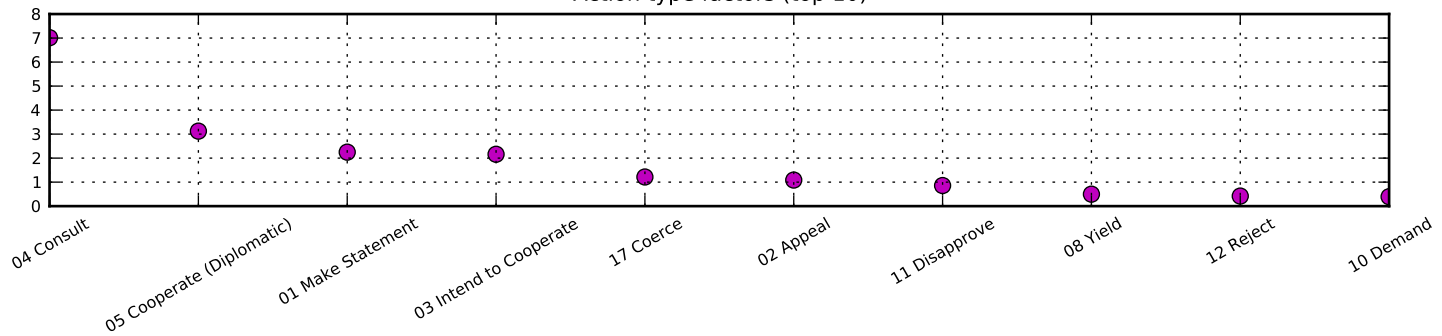 8
7
6
5
4
3
2
1
0
04 Consult
05 Cooperate (Diplomatic)
01 Make Statement
03 Intend to Cooperate
17 Coerce
02 Appeal
11 Disapprove
08 Yield
12 Reject
10 Demand